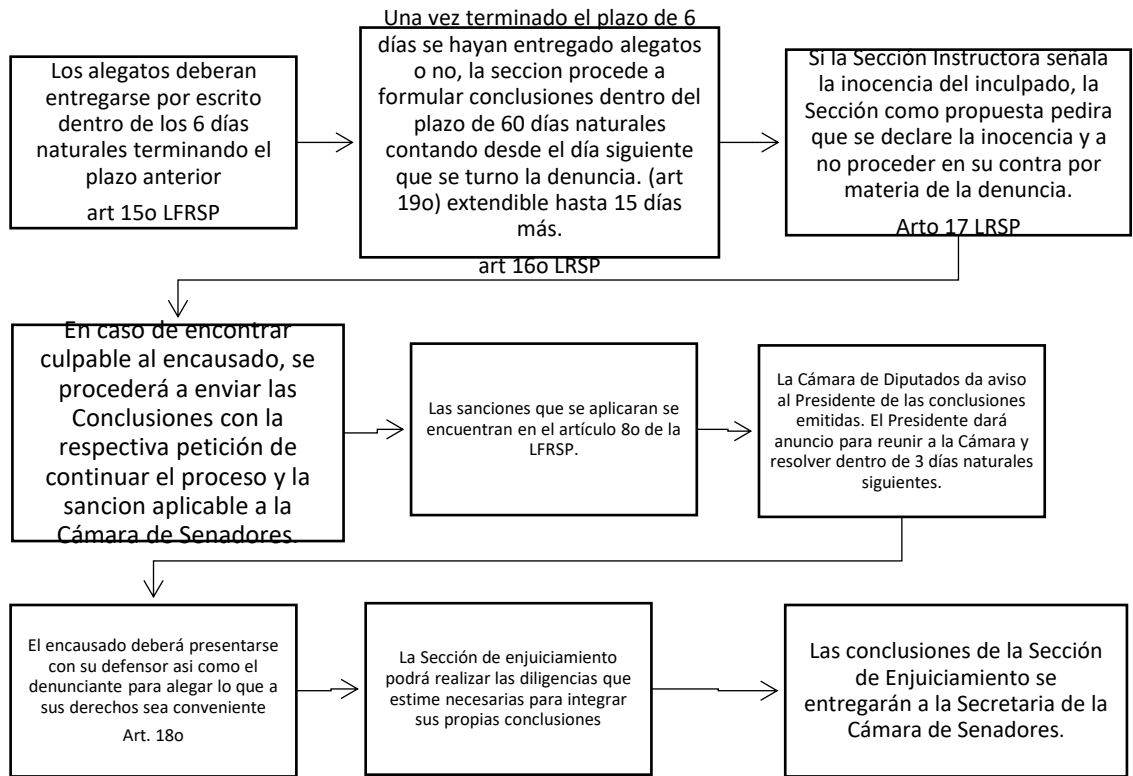 Los alegatos deberan
entregarse por escrito
dentro de los 6 días
naturales terminando el
plazo anterior
art 15o LFRSP
Una vez terminado el plazo de 6
días se hayan entregado alegatos
o no, la seccion procede a
formular conclusiones dentro del
plazo de 60 días naturales
contando desde el día siguiente
que se turno la denuncia. (art
19o) extendible hasta 15 días
más.
art 16o LRSP
Si la Sección Instructora señala
la inocencia del inculpado, la
Sección como propuesta pedira
que se declare la inocencia y a
no proceder en su contra por
materia de la denuncia.
Arto 17 LRSP
En caso de encontrar
culpable al encausado, se
procederá a enviar las
Conclusiones con la
respectiva petición de
continuar el proceso y la
sancion aplicable a la
Cámara de Senadores.
Las sanciones que se aplicaran se
encuentran en el artículo 8o de la
LFRSP.
La Cámara de Diputados da aviso
al Presidente de las conclusiones
emitidas. El Presidente dará
anuncio para reunir a la Cámara y
resolver dentro de 3 días naturales
siguientes.
El encausado deberá presentarse
con su defensor asi como el
denunciante para alegar lo que a
sus derechos sea conveniente
Art. 18o
La Sección de enjuiciamiento
podrá realizar las diligencias que
estime necesarias para integrar
sus propias conclusiones
Las conclusiones de la Sección
de Enjuiciamiento se
entregarán a la Secretaria de la
Cámara de Senadores.